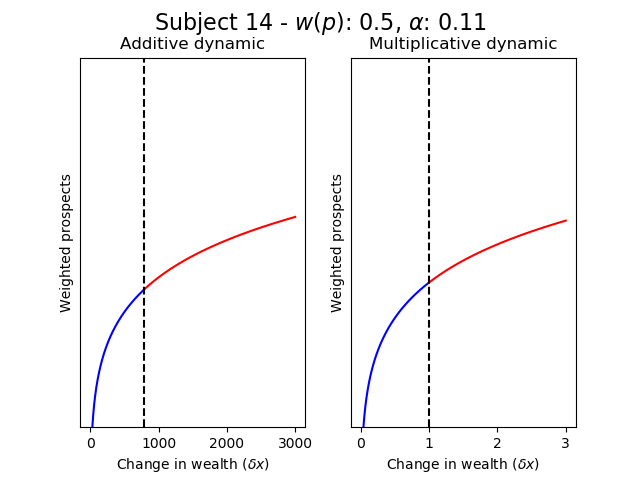 Subject 14 - w(p): 0.5, α: 0.11
Additive dynamic
Multiplicative dynamic
Weighted prospects
Weighted prospects
0 1000 2000 3000
0 1 2 3
Change in wealth (δx)
Change in wealth (δx)